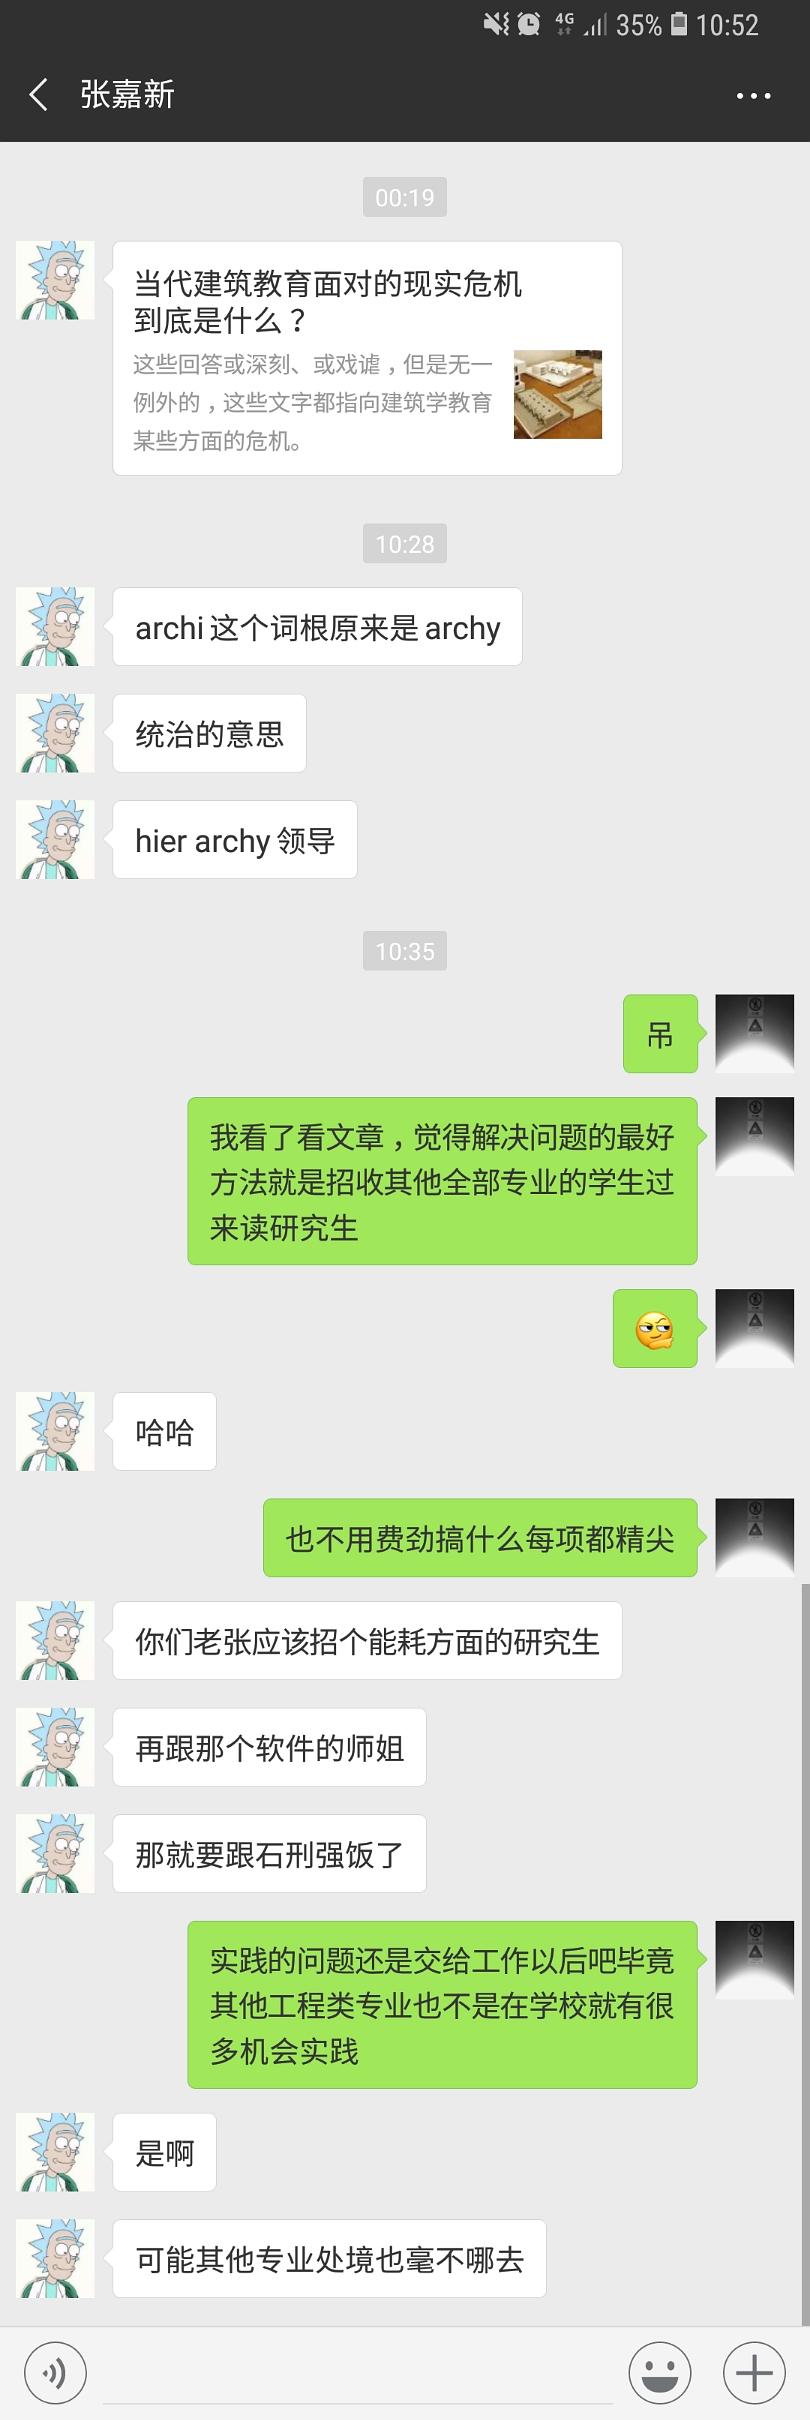 4G 35% 10:52
张嘉新
00:19
当代建筑教育面对的现实危机
到底是什么？
这些回答或深刻、或戏谑，但是无一
例外的，这些文字都指向建筑学教育
某些方面的危机。
10:28
archi 这个词根原来是 archy
统治的意思
hier archy 领导
10:35
吊
我看了看文章，觉得解决问题的最好
方法就是招收其他全部专业的学生过
来读研究生
哈哈
也不用费劲搞什么每项都精尖
你们老张应该招个能耗方面的研究生
再跟那个软件的师姐
那就要跟石刑强饭了
实践的问题还是交给工作以后吧毕竟
其他工程类专业也不是在学校就有很
多机会实践
是啊
可能其他专业处境也毫不哪去